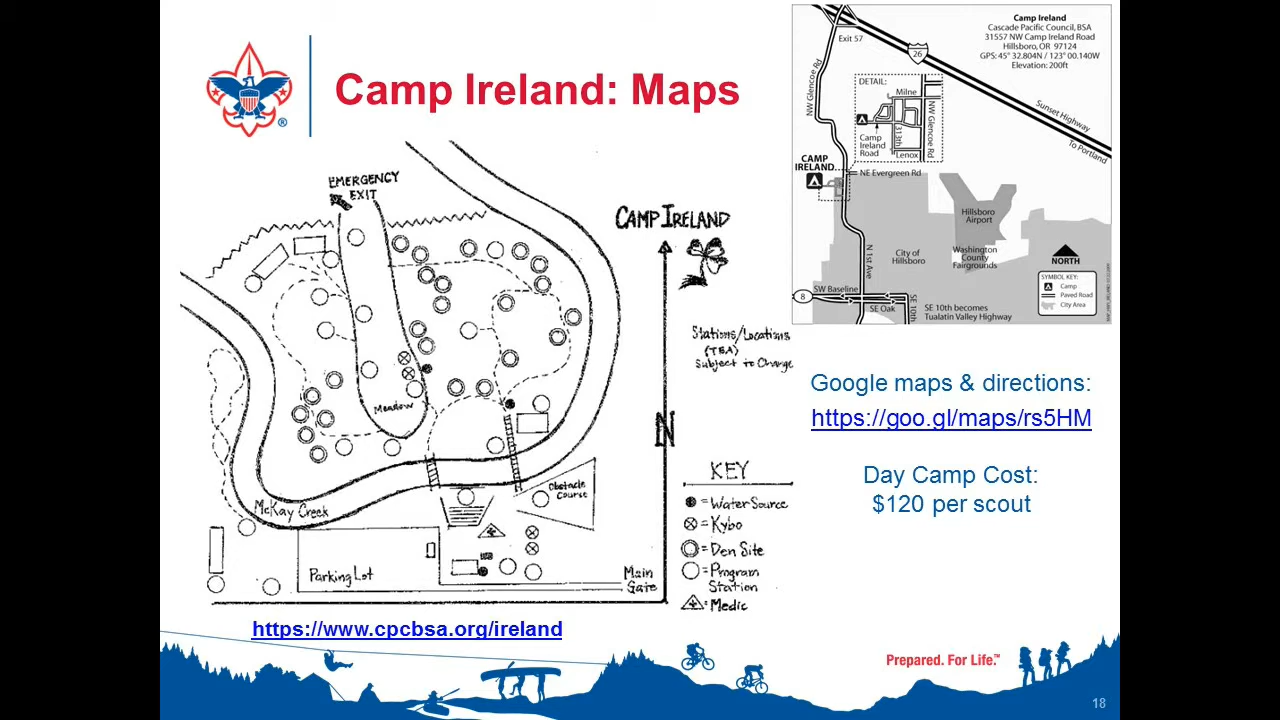 Camp Ireland: Maps
Camp Ireland
Cascade Pacific Council, BSA
31557 NW Camp Ireland Road
Hillsboro, OR 97124
GPS: 45° 32.804N / 123° 00.140W
Elevation: 200ft
Exit 57
26
NW Glencoe Rd
DETAIL:
Milne
NW Glencoe Rd
313th
Camp
Ireland
Road
Lenox
Sunset Highway
To Portland
CAMP
IRELAND
NE Evergreen Rd
Hillsboro
Airport
City of
Hillsboro
Washington
County
Fairgrounds
N 1st Ave
NORTH
SYMBOL KEY:
Camp
Paved Road
City Area
SW Baseline
8
SE Oak
SE 10th
SE 10th becomes
Tualatin Valley Highway
EMERGENCY
EXIT
CAMP IRELAND
Stations/Locations
(TBA)
Subject to Change
N
Meadow
McKay Creek
Obstacle
Course
Parking Lot
Main
Gate
KEY
= Water Source
= Kybo
= Den Site
= Program
Station
= Medic
Google maps & directions:
https://goo.gl/maps/rs5HM
Day Camp Cost:
$120 per scout
https://www.cpcbsa.org/ireland
Prepared. For Life.™
18